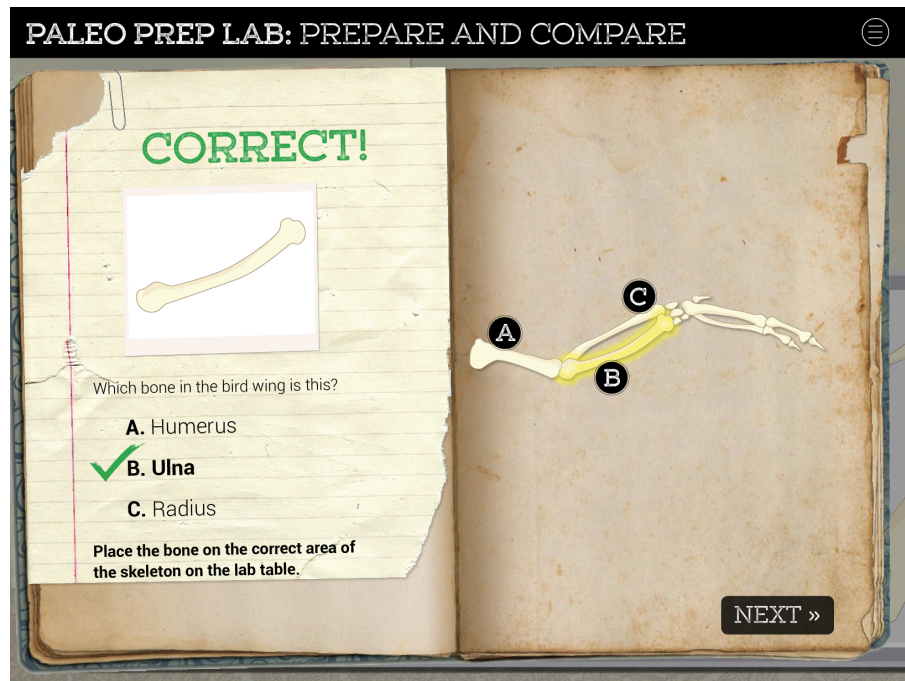 PALEO PREP LAB: PREPARE AND COMPARE
CORRECT!
Which bone in the bird wing is this?
A. Humerus
B. Ulna
C. Radius
Place the bone on the correct area of
the skeleton on the lab table.
A
C
B
NEXT »